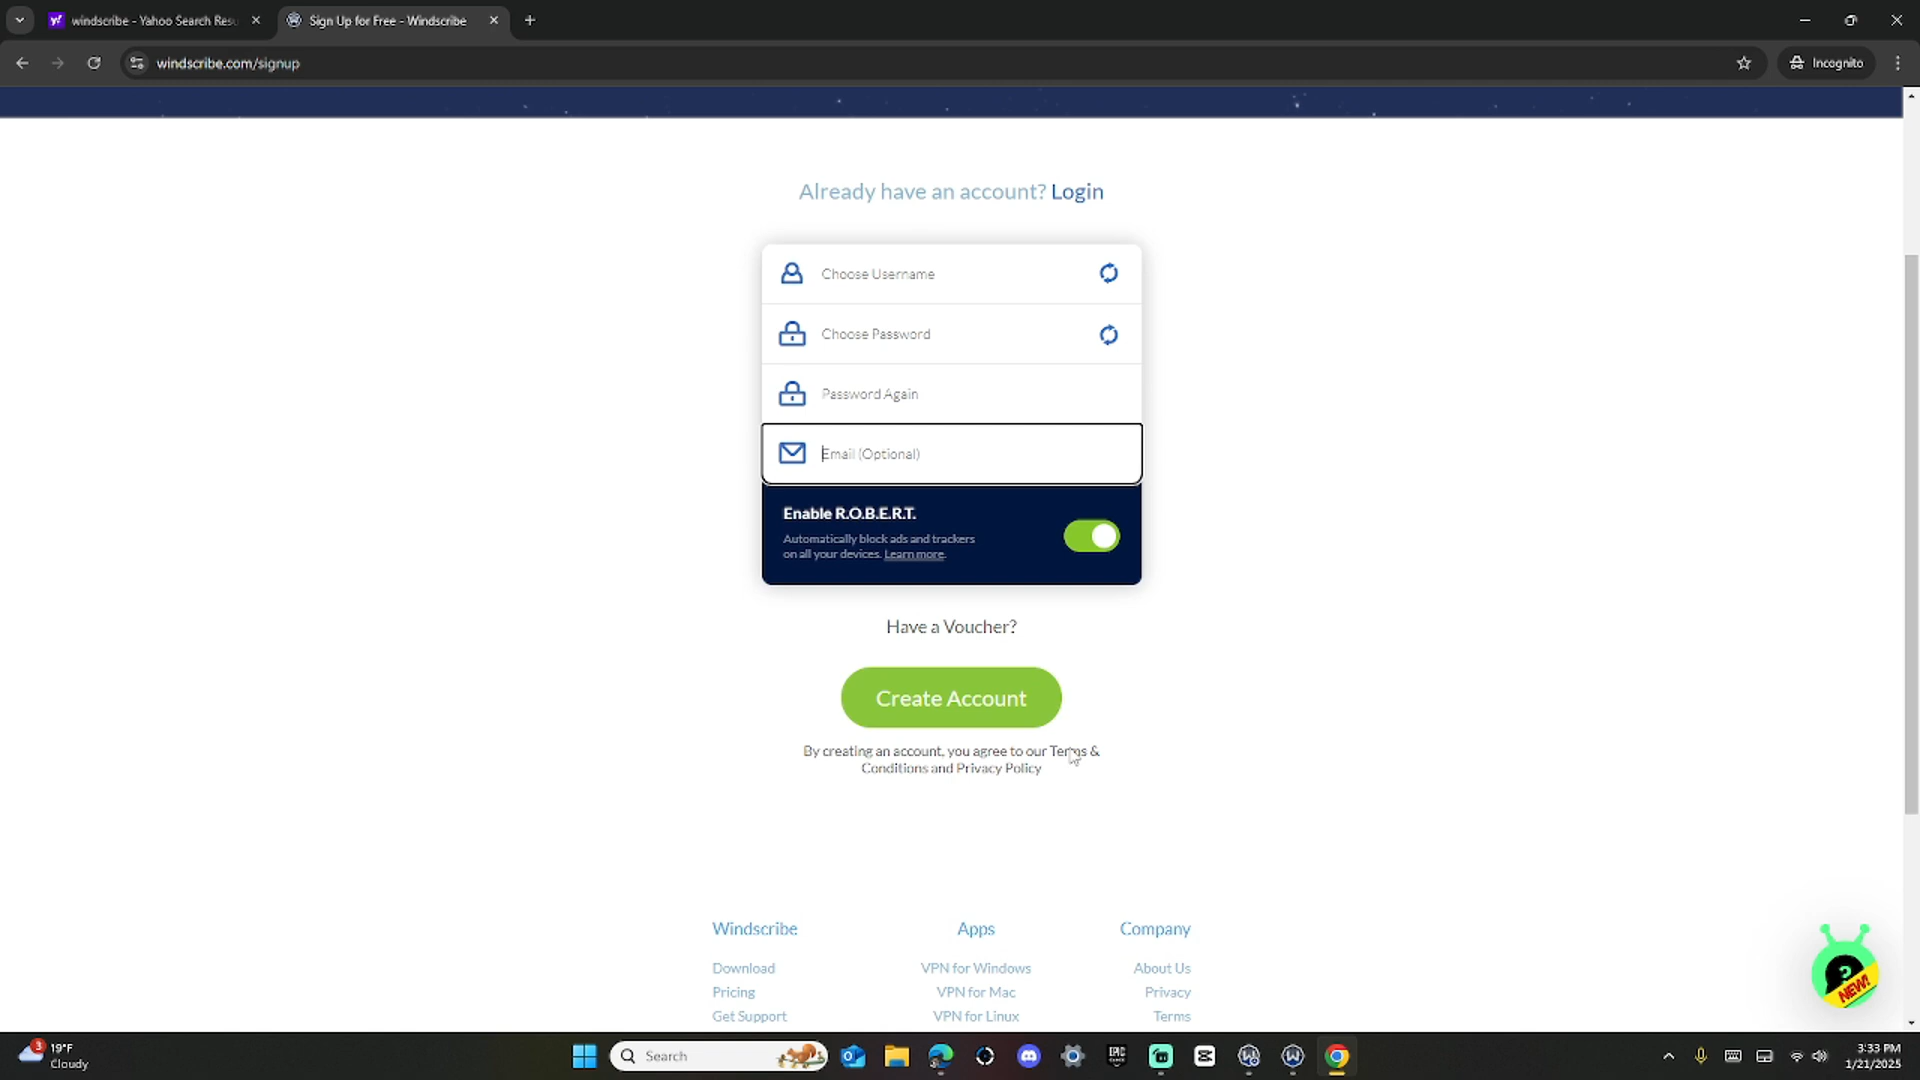 windscribe - Yahoo Search Resu
Sign Up for Free - Windscribe
windscribe.com/signup
Incognito
Already have an account? Login
Choose Username
Choose Password
Password Again
Email (Optional)
Enable R.O.B.E.R.T.
Automatically block ads and trackers
on all your devices. Learn more.
Have a Voucher?
Create Account
By creating an account, you agree to our Terms &
Conditions and Privacy Policy
Windscribe
Apps
Company
Download
VPN for Windows
About Us
Pricing
VPN for Mac
Privacy
Get Support
VPN for Linux
Terms
?
NEW!
3
19°F
Cloudy
Search
EPIC
GAMES
3:33 PM
1/21/2025